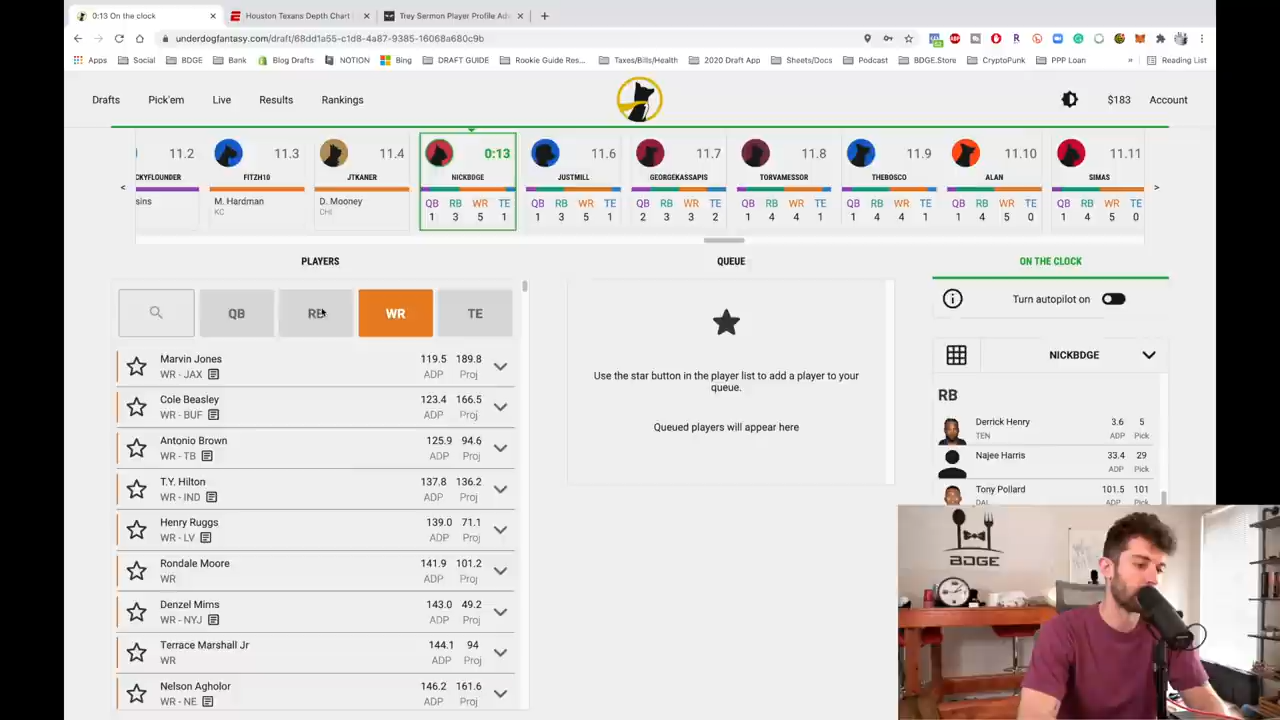 0:13 On the clock
Houston Texans Depth Chart
Trey Sermon Player Profile Adv
underdogfantasy.com/draft/68dd1a55-c1d8-4a87-9385-16068a680c9b
Apps Social BDGE Bank Blog Drafts NOTION Bing DRAFT GUIDE Rookie Guide Res... Taxes/Bills/Health 2020 Draft App Sheets/Docs Podcast BDGE.Store CryptoPunk PPP Loan » Reading List
Drafts Pick'em Live Results Rankings $183 Account
11.2 11.3 11.4 0:13 11.6 11.7 11.8 11.9 11.10 11.11
CKYFLOUNDER FITZH10 JTKANER NICKBDGE JUSTMILL GEORGEKASSAPIS TORVAMESSOR THEBOSCO ALAN SIMAS
sins M. Hardman D. Mooney QB RB WR TE QB RB WR TE QB RB WR TE QB RB WR TE QB RB WR TE QB RB WR TE QB RB WR TE
KC CHI 1 3 5 1 1 3 5 1 2 3 3 2 1 4 4 1 1 4 4 1 1 4 5 0 1 4 5 0
PLAYERS
QB RB WR TE
Marvin Jones 119.5 189.8
WR - JAX ADP Proj
Cole Beasley 123.4 166.5
WR - BUF ADP Proj
Antonio Brown 125.9 94.6
WR - TB ADP Proj
T.Y. Hilton 137.8 136.2
WR - IND ADP Proj
Henry Ruggs 139.0 71.1
WR - LV ADP Proj
Rondale Moore 141.9 101.2
WR ADP Proj
Denzel Mims 143.0 49.2
WR - NYJ ADP Proj
Terrace Marshall Jr 144.1 94
WR ADP Proj
Nelson Agholor 146.2 161.6
WR - NE ADP Proj
QUEUE
Use the star button in the player list to add a player to your
queue.
Queued players will appear here
ON THE CLOCK
Turn autopilot on
NICKBDGE
RB
Derrick Henry 3.6 5
TEN ADP Pick
Najee Harris 33.4 29
PIT ADP Pick
Tony Pollard 101.5 101
DAL ADP Pick
BDGE